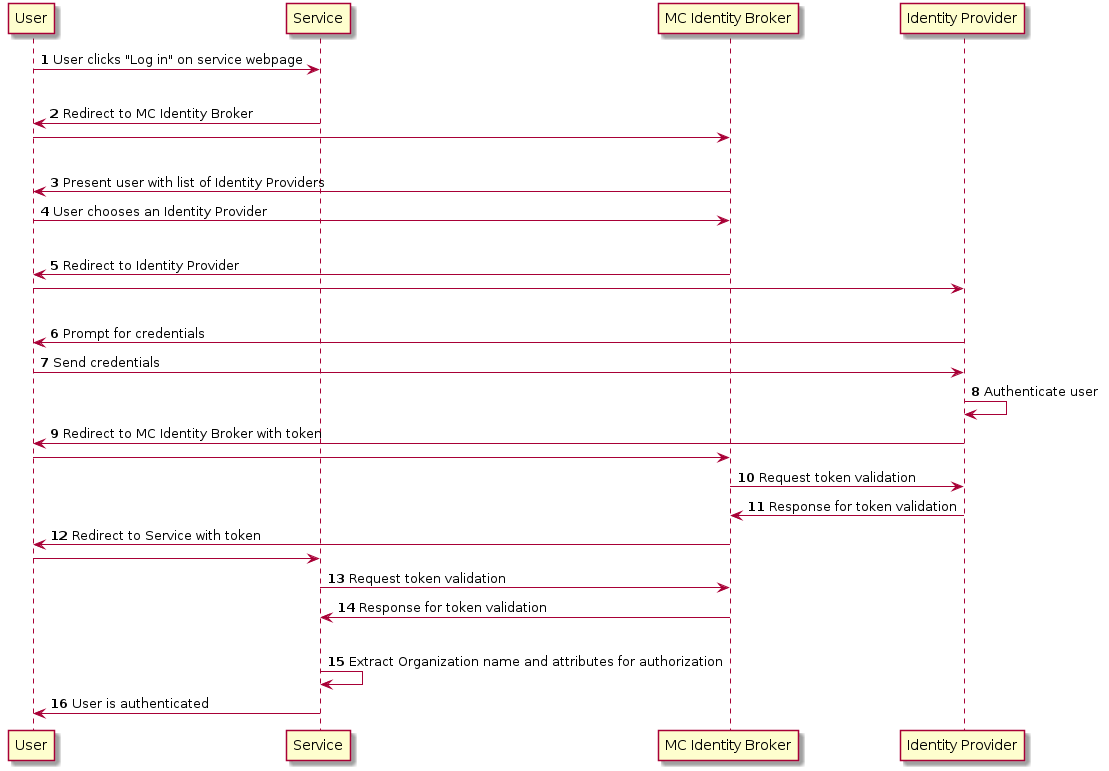 User Service MC Identity Broker Identity Provider
1 User clicks "Log in" on service webpage
2 Redirect to MC Identity Broker
3 Present user with list of Identity Providers
4 User chooses an Identity Provider
5 Redirect to Identity Provider
6 Prompt for credentials
7 Send credentials
8 Authenticate user
9 Redirect to MC Identity Broker with token
10 Request token validation
11 Response for token validation
12 Redirect to Service with token
13 Request token validation
14 Response for token validation
15 Extract Organization name and attributes for authorization
16 User is authenticated
User Service MC Identity Broker Identity Provider